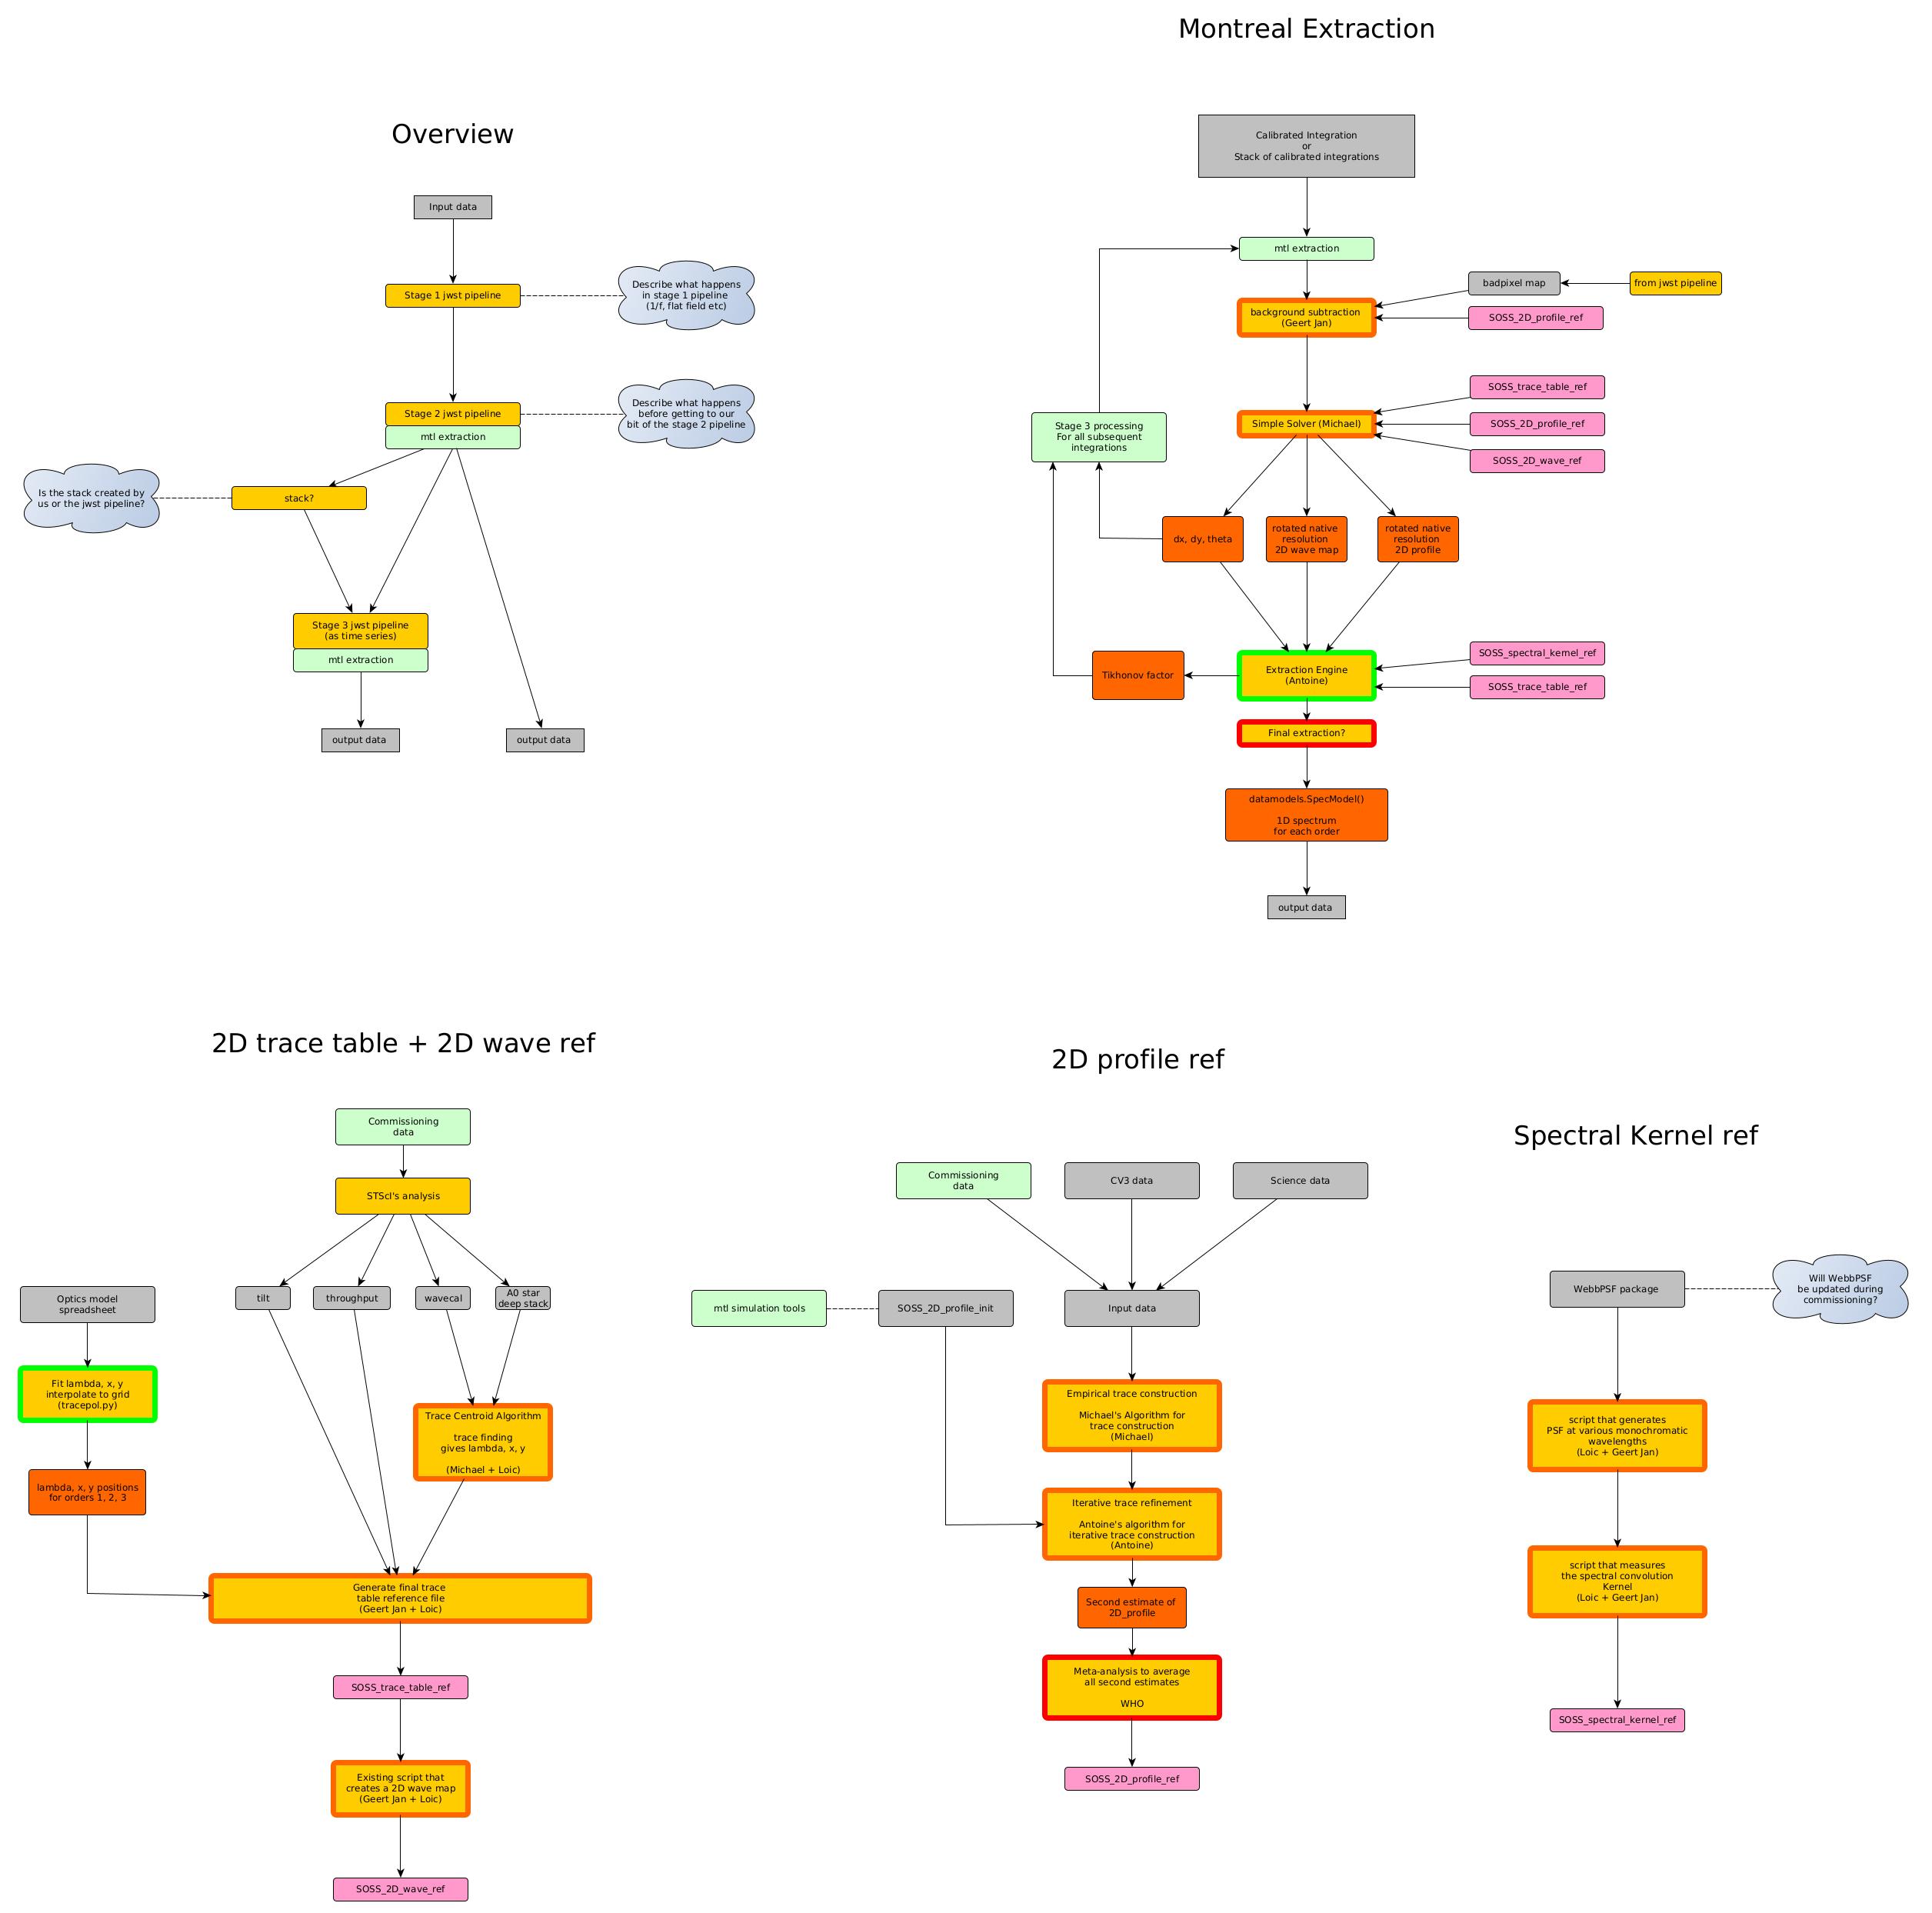 Montreal Extraction
Overview
Calibrated Integration
or
Stack of calibrated integrations
Input data
mtl extraction
Stage 1 jwst pipeline
Describe what happens
in stage 1 pipeline
(1/f, flat field etc)
badpixel map
from jwst pipeline
background subtraction
(Geert Jan)
SOSS_2D_profile_ref
Stage 2 jwst pipeline
mtl extraction
Describe what happens
before getting to our
bit of the stage 2 pipeline
SOSS_trace_table_ref
Stage 3 processing
For all subsequent
integrations
Simple Solver (Michael)
SOSS_2D_profile_ref
SOSS_2D_wave_ref
Is the stack created by
us or the jwst pipeline?
stack?
dx, dy, theta
rotated native
resolution
2D wave map
rotated native
resolution
2D profile
Stage 3 jwst pipeline
(as time series)
mtl extraction
Tikhonov factor
Extraction Engine
(Antoine)
SOSS_spectral_kernel_ref
SOSS_trace_table_ref
output data
output data
Final extraction?
datamodels.SpecModel()
1D spectrum
for each order
output data
2D trace table + 2D wave ref
Commissioning
data
STScI's analysis
Optics model
spreadsheet
tilt
throughput
wavecal
A0 star
deep stack
Fit lambda, x, y
interpolate to grid
(tracepol.py)
Trace Centroid Algorithm
trace finding
gives lambda, x, y
(Michael + Loic)
lambda, x, y positions
for orders 1, 2, 3
Generate final trace
table reference file
(Geert Jan + Loic)
SOSS_trace_table_ref
Existing script that
creates a 2D wave map
(Geert Jan + Loic)
SOSS_2D_wave_ref
2D profile ref
Commissioning
data
CV3 data
Science data
mtl simulation tools
SOSS_2D_profile_init
Input data
Empirical trace construction
Michael's Algorithm for
trace construction
(Michael)
Iterative trace refinement
Antoine's algorithm for
iterative trace construction
(Antoine)
Second estimate of
2D_profile
Meta-analysis to average
all second estimates
WHO
SOSS_2D_profile_ref
Spectral Kernel ref
WebbPSF package
Will WebbPSF
be updated during
commissioning?
script that generates
PSF at various monochromatic
wavelengths
(Loic + Geert Jan)
script that measures
the spectral convolution
Kernel
(Loic + Geert Jan)
SOSS_spectral_kernel_ref